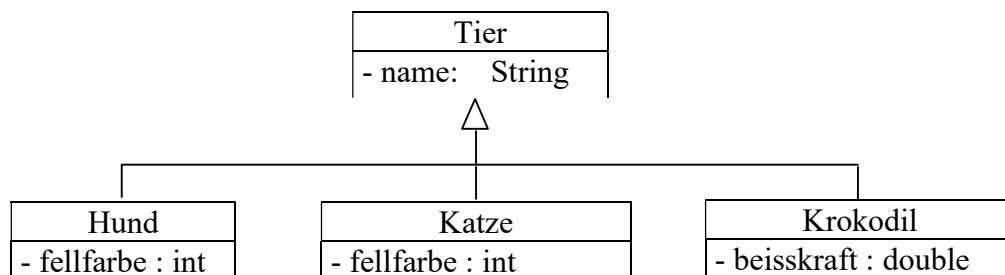 Tier
- name: String
Hund
Katze
Krokodil
- fellfarbe : int
- fellfarbe : int
- beisskraft : double